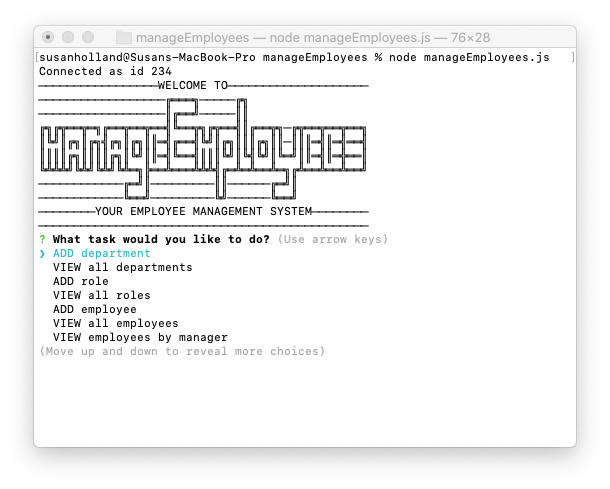 manageEmployees — node manageEmployees.js — 76×28
[susanholland@Susans-MacBook-Pro manageEmployees % node manageEmployees.js ]
Connected as id 234
WELCOME TO
manageEmployee
YOUR EMPLOYEE MANAGEMENT SYSTEM
? What task would you like to do? (Use arrow keys)
❯ ADD department
VIEW all departments
ADD role
VIEW all roles
ADD employee
VIEW all employees
VIEW employees by manager
(Move up and down to reveal more choices)